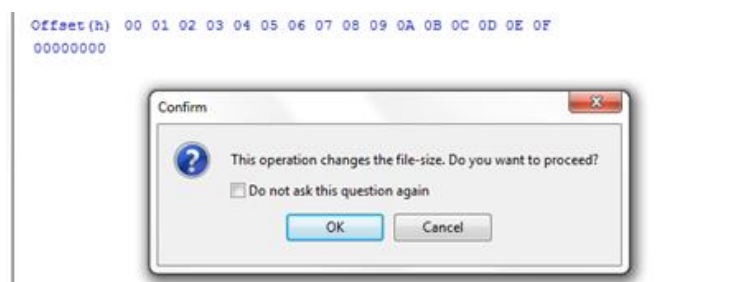 Offset(h) 00 01 02 03 04 05 06 07 08 09 0A 0B 0C 0D 0E 0F
00000000
Confirm
This operation changes the file-size. Do you want to proceed?
Do not ask this question again
OK Cancel